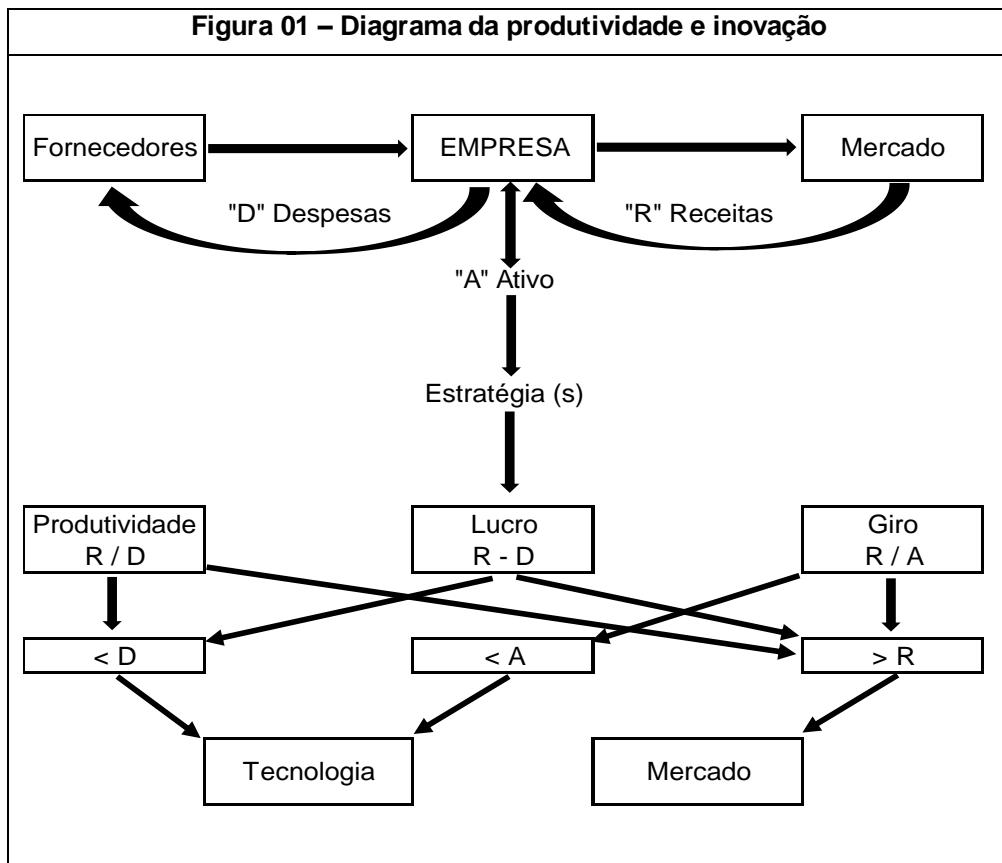 Figura 01 – Diagrama da produtividade e inovação
Fornecedores
EMPRESA
Mercado
"D" Despesas
"R" Receitas
"A" Ativo
Estratégia (s)
Produtividade
R / D
Lucro
R - D
Giro
R / A
< D
< A
> R
Tecnologia
Mercado